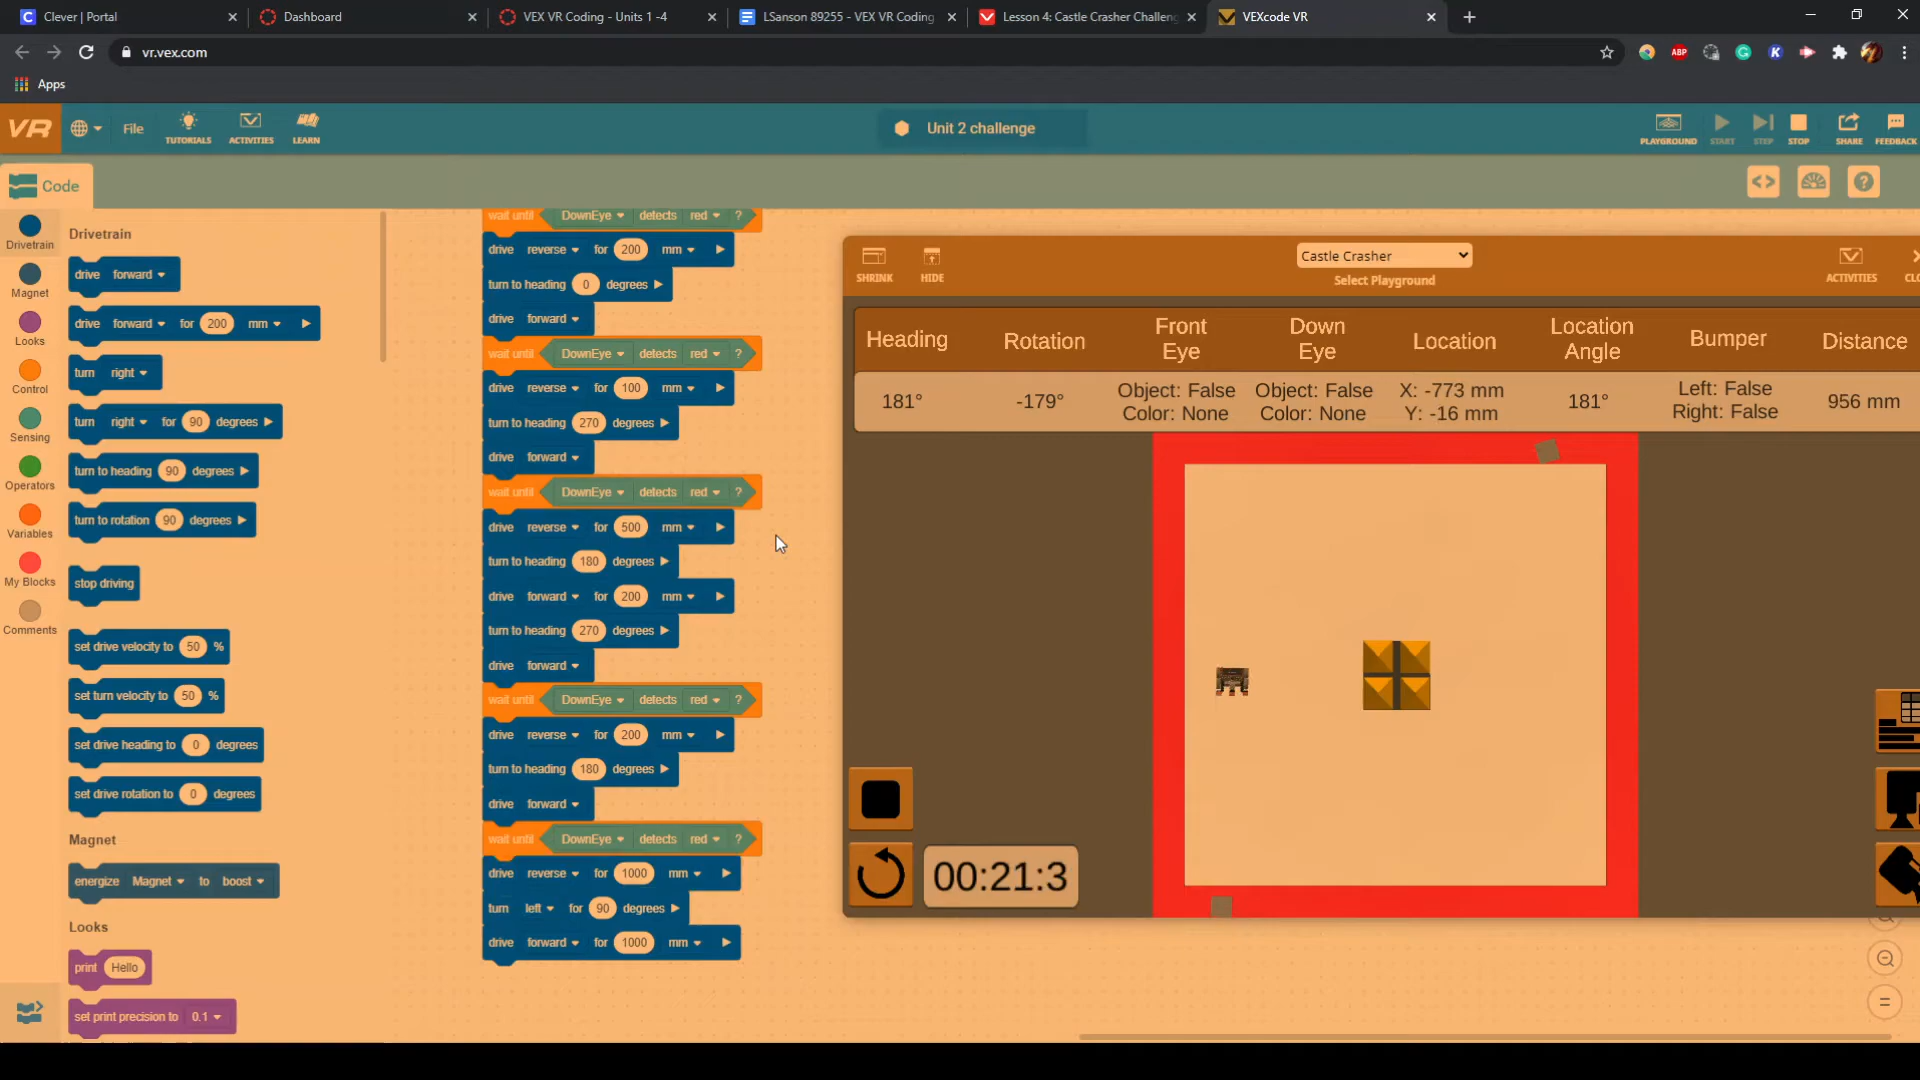 Clever | Portal
Dashboard
VEX VR Coding - Units 1 -4
LSanson 89255 - VEX VR Coding
Lesson 4: Castle Crasher Challeng
VEXcode VR
vr.vex.com
ABP
Apps
VR
File
TUTORIALS
ACTIVITIES
LEARN
Unit 2 challenge
PLAYGROUND
START
STEP
STOP
SHARE
FEEDBACK
Code
Drivetrain
Magnet
Looks
Control
Sensing
Operators
Variables
My Blocks
Comments
Drivetrain
drive forward
drive forward for 200 mm
turn right
turn right for 90 degrees
turn to heading 90 degrees
turn to rotation 90 degrees
stop driving
set drive velocity to 50 %
set turn velocity to 50 %
set drive heading to 0 degrees
set drive rotation to 0 degrees
Magnet
energize Magnet to boost
Looks
print Hello
set print precision to 0.1
wait until DownEye detects red ?
drive reverse for 200 mm
turn to heading 0 degrees
drive forward
wait until DownEye detects red ?
drive reverse for 100 mm
turn to heading 270 degrees
drive forward
wait until DownEye detects red ?
drive reverse for 500 mm
turn to heading 180 degrees
drive forward for 200 mm
turn to heading 270 degrees
drive forward
wait until DownEye detects red ?
drive reverse for 200 mm
turn to heading 180 degrees
drive forward
wait until DownEye detects red ?
drive reverse for 1000 mm
turn left for 90 degrees
drive forward for 1000 mm
SHRINK
HIDE
Castle Crasher
Select Playground
ACTIVITIES
CLO
Heading
Rotation
Front Eye
Down Eye
Location
Location Angle
Bumper
Distance
181°
-179°
Object: False
Color: None
Object: False
Color: None
X: -773 mm
Y: -16 mm
181°
Left: False
Right: False
956 mm
00:21:3